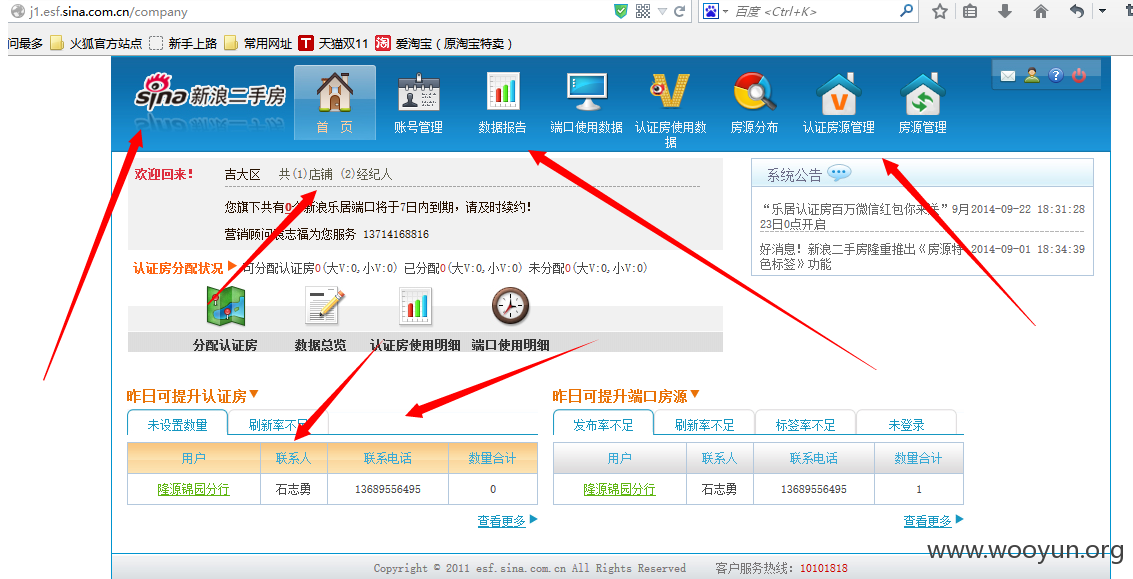 j1.esf.sina.com.cn/company
百度 <Ctrl+K>
问最多 火狐官方站点 新手上路 常用网址 T 天猫双11 淘 爱淘宝（原淘宝特卖）
sina 新浪二手房
首 页 账号管理 数据报告 端口使用数据 认证房使用数据 房源分布 认证房源管理 房源管理
欢迎回来！ 吉大区 共(1)店铺 (2)经纪人
您旗下共有0个新浪乐居端口将于7日内到期，请及时续约！
营销顾问 志福为您服务 13714168816
认证房分配状况 可分配认证房0(大V:0,小V:0) 已分配0(大V:0,小V:0) 未分配0(大V:0,小V:0)
分配认证房 数据总览 认证房使用明细 端口使用明细
系统公告
“乐居认证房百万微信红包你来送”9月23日0点开启 2014-09-22 18:31:28
好消息！新浪二手房隆重推出《房源特色标签》功能 2014-09-01 18:34:39
昨日可提升认证房
未设置数量 刷新率不足
用户 联系人 联系电话 数量合计
隆源锦园分行 石志勇 13689556495 0
查看更多
昨日可提升端口房源
发布率不足 刷新率不足 标签率不足 未登录
用户 联系人 联系电话 数量合计
隆源锦园分行 石志勇 13689556495 1
查看更多
www.wooyun.org
Copyright © 2011 esf.sina.com.cn All Rights Reserved 客户服务热线：10101818